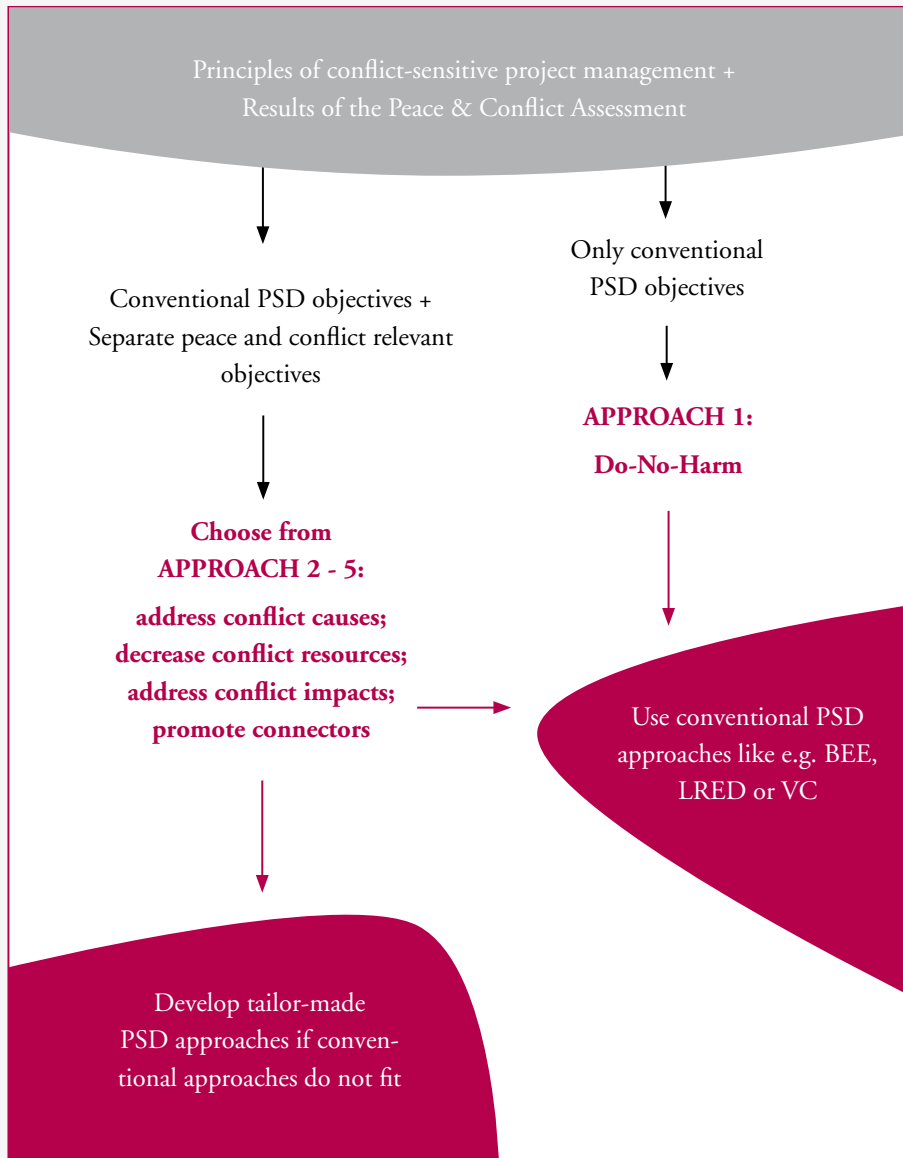 Principles of conflict-sensitive project management +
Results of the Peace & Conflict Assessment
Conventional PSD objectives +
Separate peace and conflict relevant
objectives
Choose from
APPROACH 2 - 5:
address conflict causes;
decrease conflict resources;
address conflict impacts;
promote connectors
Only conventional
PSD objectives
APPROACH 1:
Do-No-Harm
Use conventional PSD
approaches like e.g. BEE,
LRED or VC
Develop tailor-made
PSD approaches if conven-
tional approaches do not fit